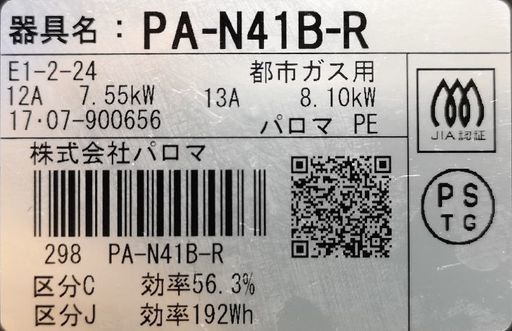 器具名：PA-N41B-R
E1-2-24 都市ガス用
12A 7.55kW 13A 8.10kW
17·07-900656 パロマ PE
JIA認証
株式会社パロマ
298 PA-N41B-R
PS
TG
区分C 効率56.3%
区分J 効率192Wh